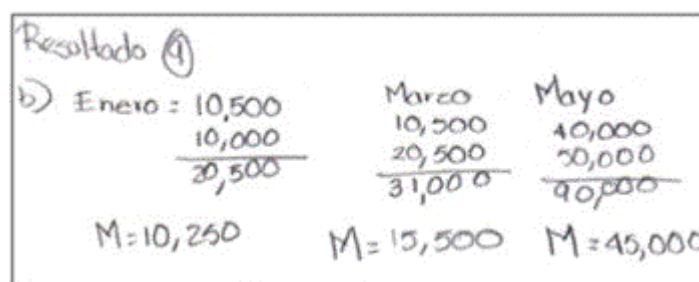 Resultado 9
b) Enero = 10,500 Marzo Mayo
10,000 10,500 40,000
20,500 20,500 50,000
31,000 90,000
M=10,250 M=15,500 M=45,000